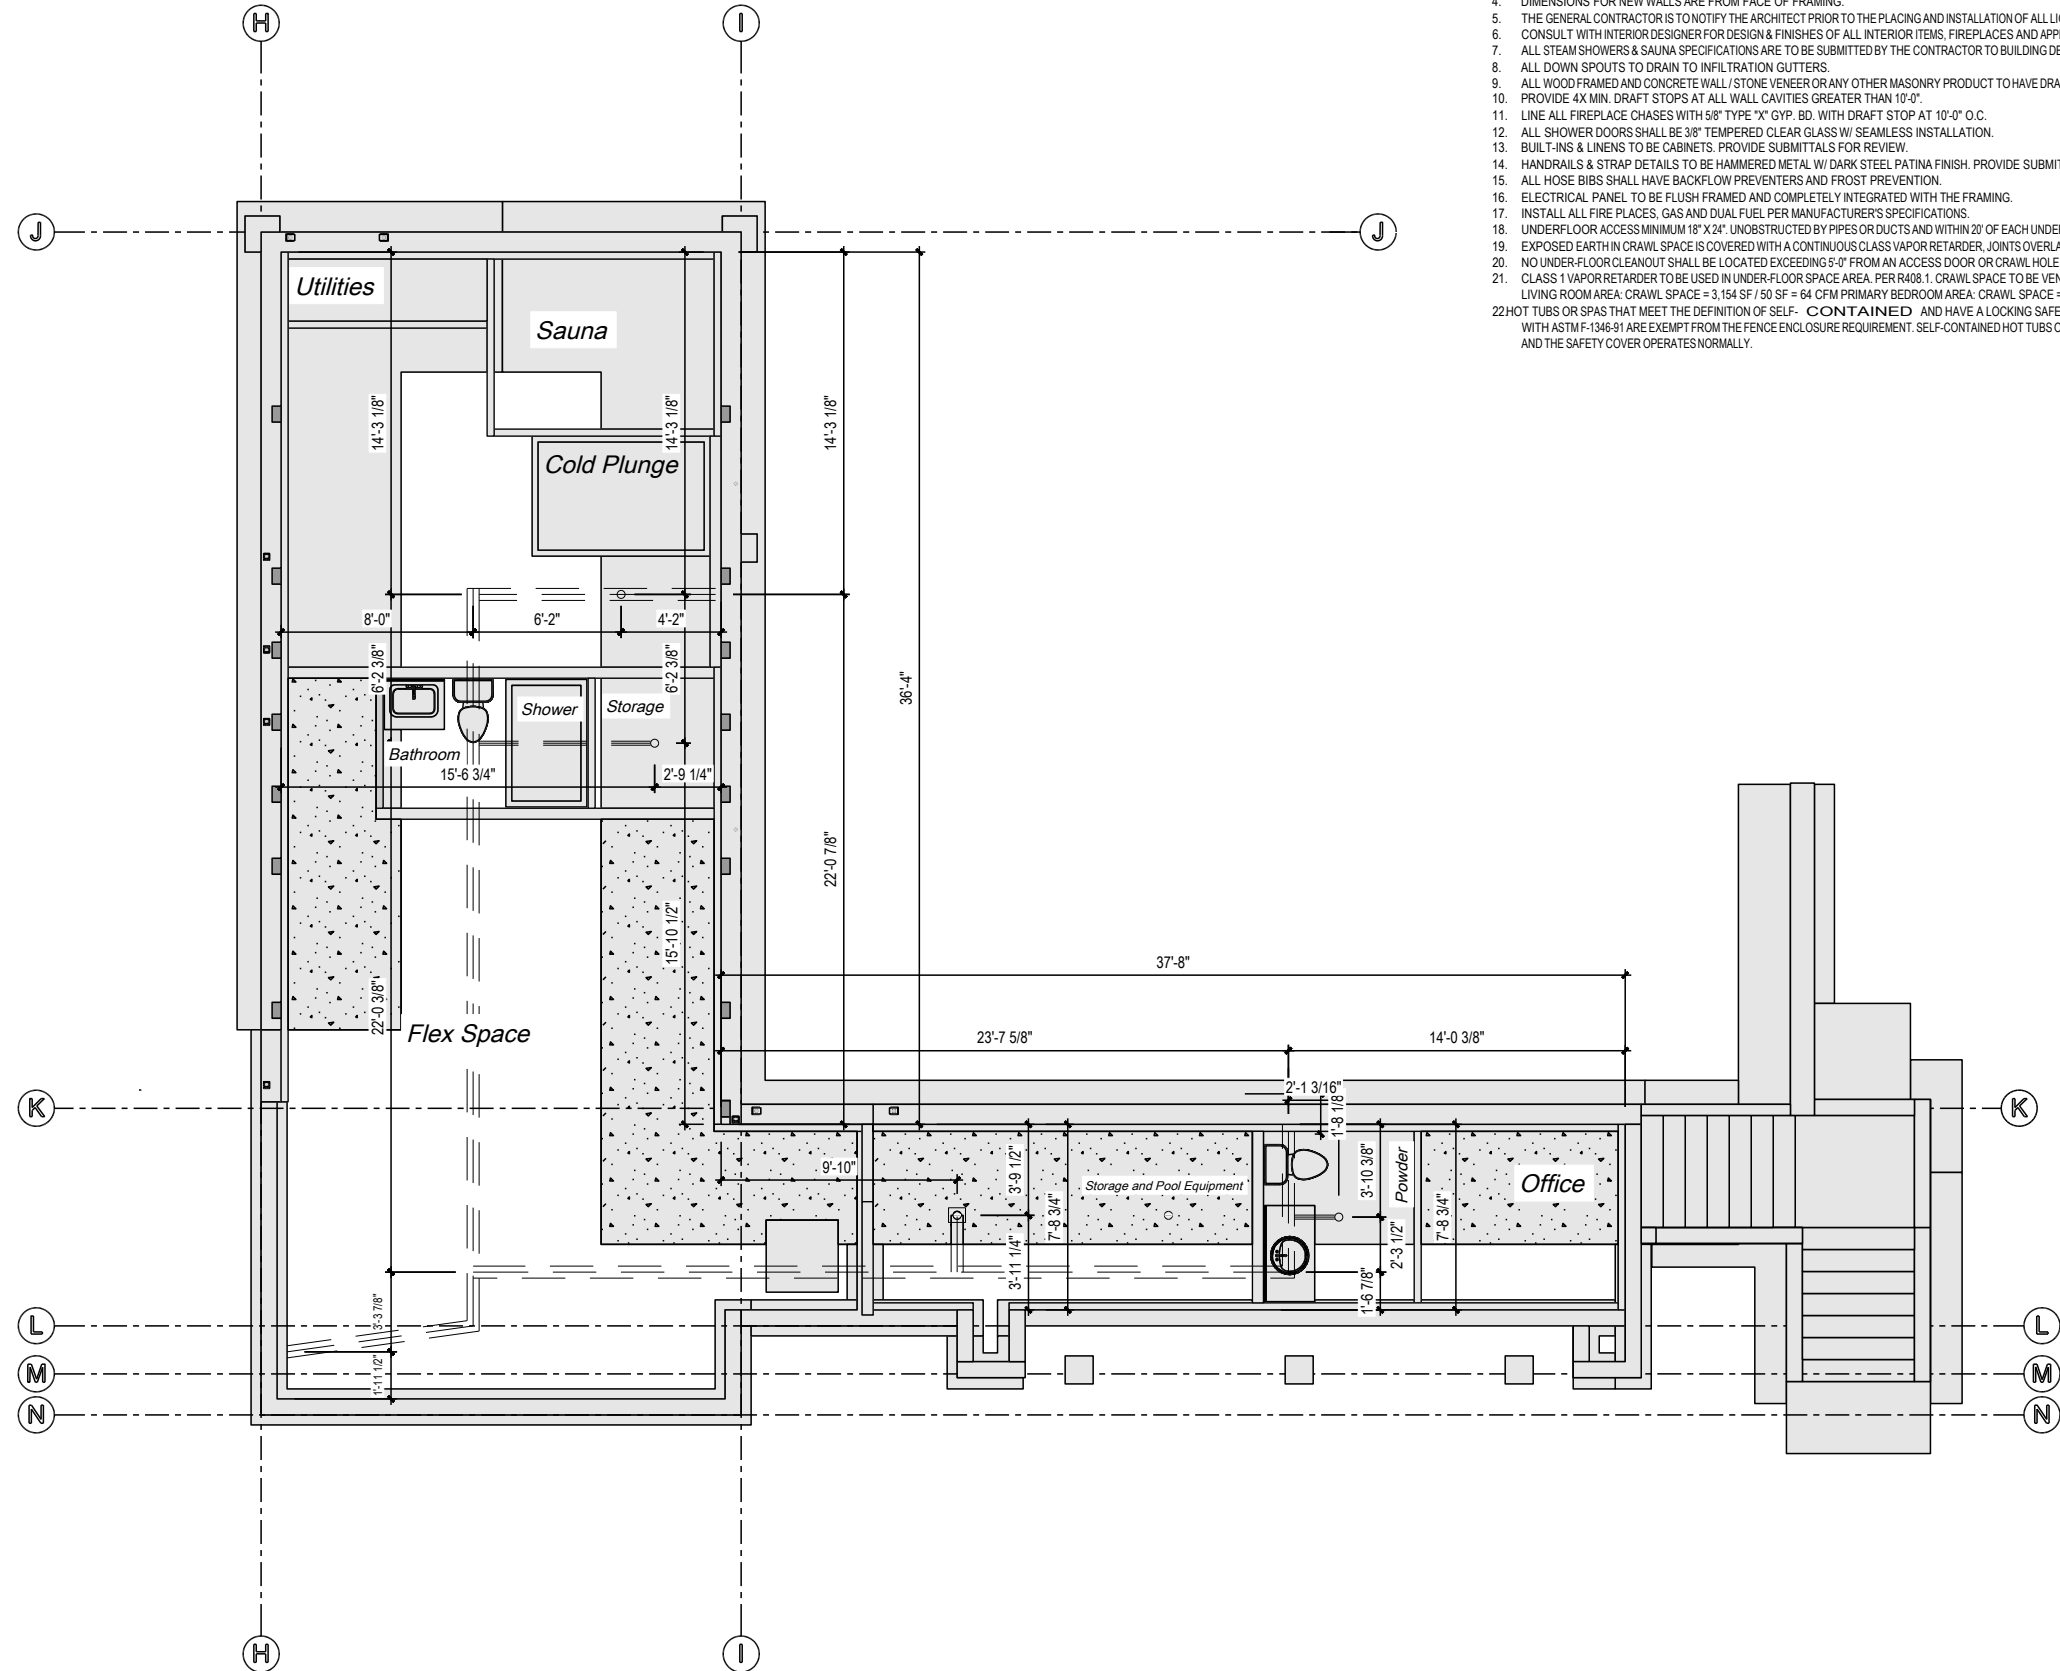 H
I
4. DIMENSIONS FOR NEW WALLS ARE FROM FACE OF FRAMING.
5. THE GENERAL CONTRACTOR IS TO NOTIFY THE ARCHITECT PRIOR TO THE PLACING AND INSTALLATION OF ALL
6. CONSULT WITH INTERIOR DESIGNER FOR DESIGN & FINISHES OF ALL INTERIOR ITEMS, FIREPLACES AND
7. ALL STEAM SHOWERS & SAUNA SPECIFICATIONS ARE TO BE SUBMITTED BY THE CONTRACTOR TO BUILDING
8. ALL DOWN SPOUTS TO DRAIN TO INFILTRATION GUTTERS.
9. ALL WOOD FRAMED AND CONCRETE WALL / STONE VENEER OR ANY OTHER MASONRY PRODUCT TO HAVE
10. PROVIDE 4X MIN. DRAFT STOPS AT ALL WALL CAVITIES GREATER THAN 10'-0".
11. LINE ALL FIREPLACE CHASES WITH 5/8" TYPE "X" GYP. BD. WITH DRAFT STOP AT 10'-0" O.C.
12. ALL SHOWER DOORS SHALL BE 3/8" TEMPERED CLEAR GLASS W/ SEAMLESS INSTALLATION.
13. BUILT-INS & LINENS TO BE CABINETS. PROVIDE SUBMITTALS FOR REVIEW.
14. HANDRAILS & STRAP DETAILS TO BE HAMMERED METAL W/ DARK STEEL PATINA FINISH. PROVIDE
15. ALL HOSE BIBS SHALL HAVE BACKFLOW PREVENTERS AND FROST PREVENTION.
16. ELECTRICAL PANEL TO BE FLUSH FRAMED AND COMPLETELY INTEGRATED WITH THE FRAMING.
17. INSTALL ALL FIRE PLACES, GAS AND DUAL FUEL PER MANUFACTURER'S SPECIFICATIONS.
18. UNDERFLOOR ACCESS MINIMUM 18" X 24". UNOBSTRUCTED BY PIPES OR DUCTS AND WITHIN 20' OF EACH
19. EXPOSED EARTH IN CRAWL SPACE IS COVERED WITH A CONTINUOUS CLASS VAPOR RETARDER, JOINTS
20. NO UNDER-FLOOR CLEANOUT SHALL BE LOCATED EXCEEDING 5'-0" FROM AN ACCESS DOOR OR CRAWL HOLE
21. CLASS 1 VAPOR RETARDER TO BE USED IN UNDER-FLOOR SPACE AREA. PER R408.1. CRAWL SPACE TO BE
LIVING ROOM AREA: CRAWL SPACE = 3,154 SF / 50 SF = 64 CFM PRIMARY BEDROOM AREA: CRAWL SPACE =
22.HOT TUBS OR SPAS THAT MEET THE DEFINITION OF SELF- CONTAINED AND HAVE A LOCKING
WITH ASTM F-1346-91 ARE EXEMPT FROM THE FENCE ENCLOSURE REQUIREMENT. SELF-CONTAINED HOT TUBS
AND THE SAFETY COVER OPERATES NORMALLY.
J
J
Utilities
Sauna
14'-3 1/8"
14'-3 1/8"
14'-3 1/8"
Cold Plunge
8'-0"
6'-2"
4'-2"
6'-2 3/8"
6'-2 3/8"
36'-4"
Shower
Storage
Bathroom
15'-6 3/4"
2'-9 1/4"
22'-0 7/8"
15'-10 1/2"
22'-0 3/8"
Flex Space
37'-8"
23'-7 5/8"
14'-0 3/8"
2'-1 3/16"
1'-8 1/8"
K
K
9'-10"
3'-9 1/2"
7'-8 3/4"
Storage and Pool Equipment
3'-10 3/8"
Powder
7'-8 3/4"
Office
3'-11 1/4"
2'-3 1/2"
1'-6 7/8"
3'-3 7/8"
1'-11 1/2"
L
L
M
M
N
N
H
I